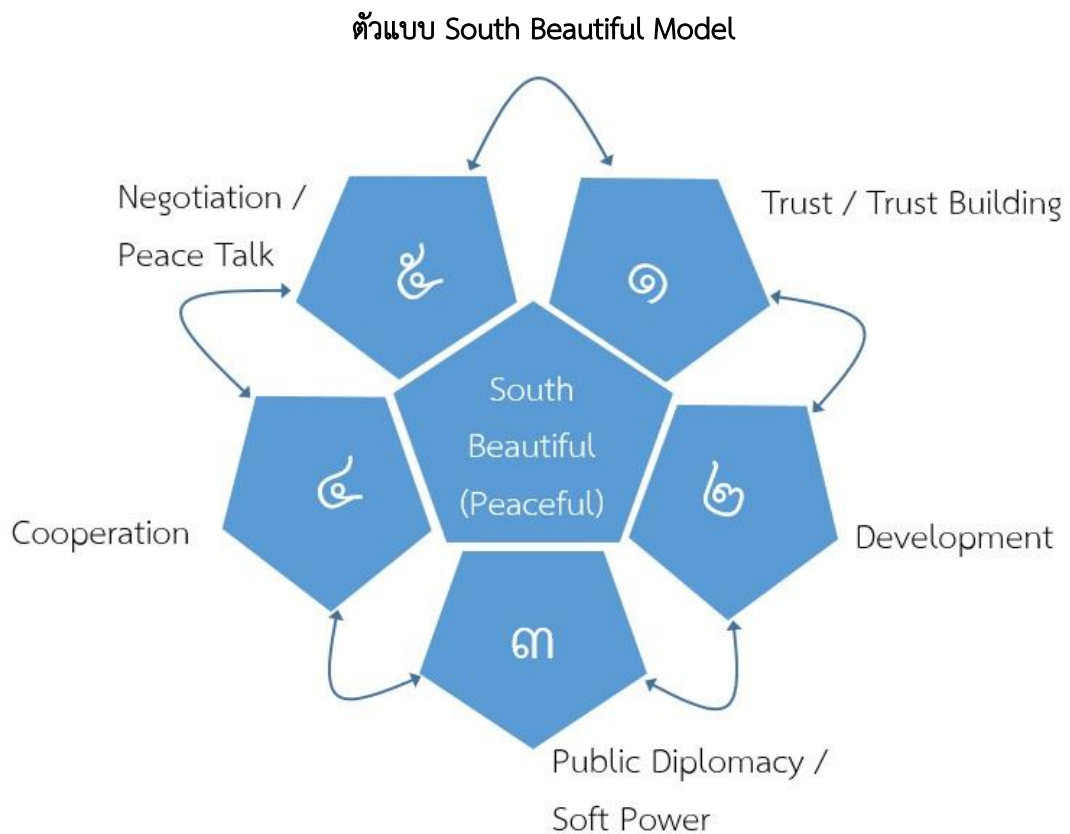 ตัวแบบ South Beautiful Model
Negotiation /
Peace Talk
Trust / Trust Building
๕
๑
South
Beautiful
(Peaceful)
๔
๒
Cooperation
Development
๓
Public Diplomacy /
Soft Power